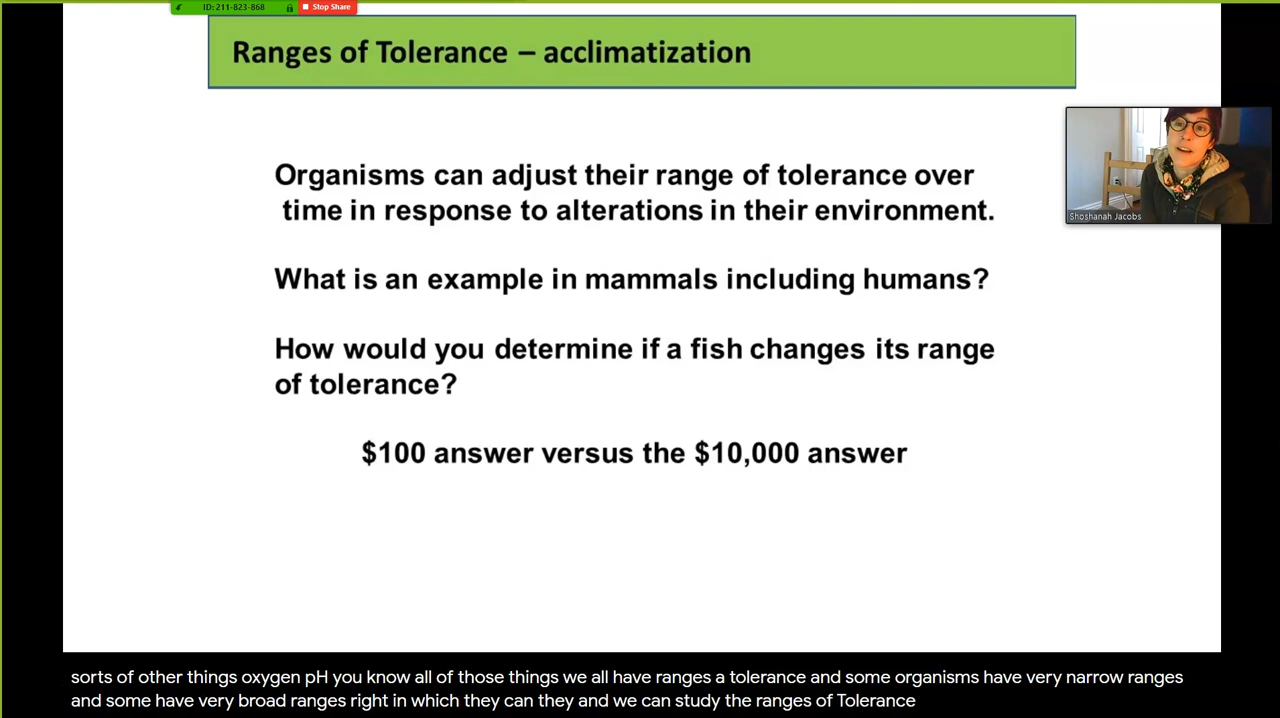 ID: 211-823-868 Stop Share
Ranges of Tolerance – acclimatization
Shoshanah Jacobs
Organisms can adjust their range of tolerance over
time in response to alterations in their environment.
What is an example in mammals including humans?
How would you determine if a fish changes its range
of tolerance?
$100 answer versus the $10,000 answer
sorts of other things oxygen pH you know all of those things we all have ranges a tolerance and some organisms have very narrow ranges
and some have very broad ranges right in which they can they and we can study the ranges of Tolerance